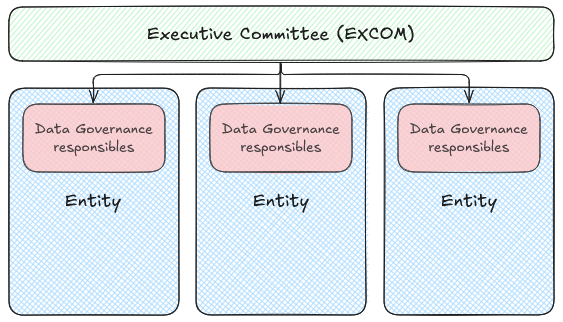 Executive Committee (EXCOM)
Data Governance
responsibles
Data Governance
responsibles
Data Governance
responsibles
Entity
Entity
Entity